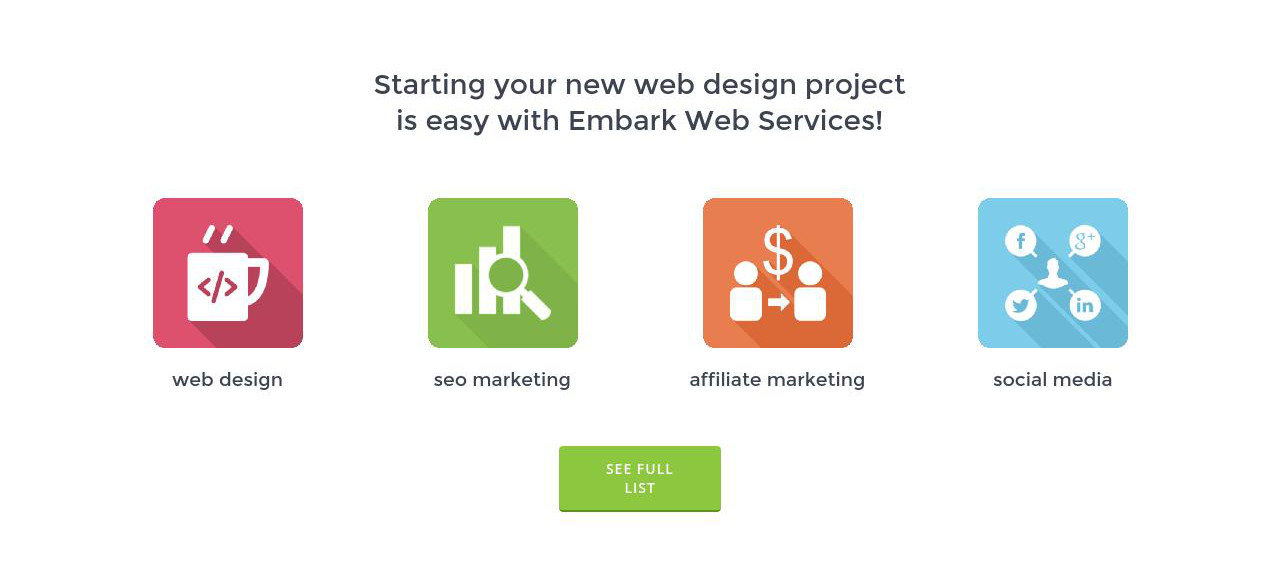 Starting your new web design project
is easy with Embark Web Services!
</>
$
f
g+
in
web design
seo marketing
affiliate marketing
social media
SEE FULL
LIST